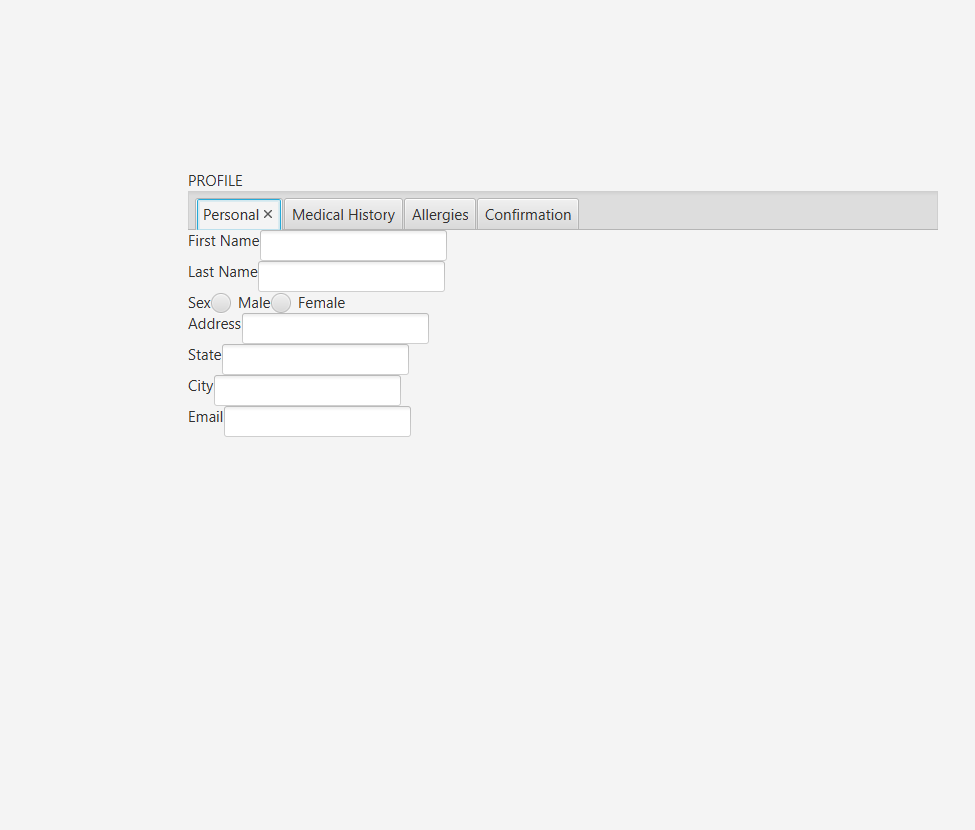 PROFILE
Personal ✕ Medical History Allergies Confirmation
First Name
Last Name
Sex Male Female
Address
State
City
Email